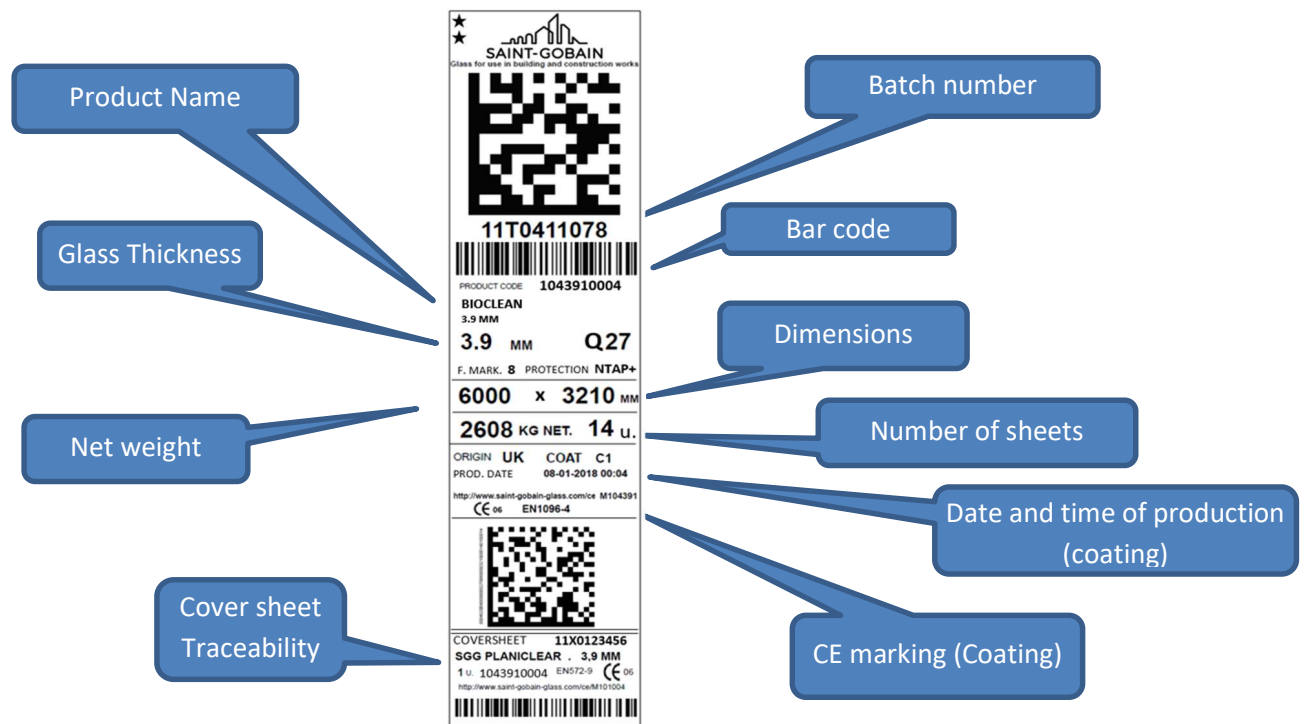 SAINT-GOBAIN
Glass for use in building and construction works
11T0411078
PRODUCT CODE 1043910004
BIOCLEAN
3.9 MM
3.9 MM Q27
F. MARK. 8 PROTECTION NTAP+
6000 x 3210 MM
2608 KG NET. 14 u.
ORIGIN UK COAT C1
PROD. DATE 08-01-2018 00:04
http://www.saint-gobain-glass.com/ce M104391
CE 06 EN1096-4
COVERSHEET 11X0123456
SGG PLANICLEAR . 3,9 MM
1 u. 1043910004 EN572-9 CE 06
http://www.saint-gobain-glass.com/ce/M101004
Product Name
Glass Thickness
Net weight
Cover sheet
Traceability
Batch number
Bar code
Dimensions
Number of sheets
Date and time of production
(coating)
CE marking (Coating)